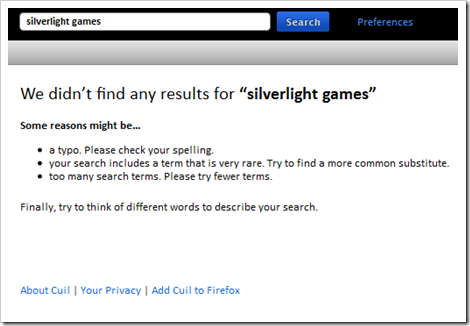 silverlight games Search Preferences
We didn’t find any results for “silverlight games”
Some reasons might be...
• a typo. Please check your spelling.
• your search includes a term that is very rare. Try to find a more common substitute.
• too many search terms. Please try fewer terms.
Finally, try to think of different words to describe your search.
About Cuil | Your Privacy | Add Cuil to Firefox